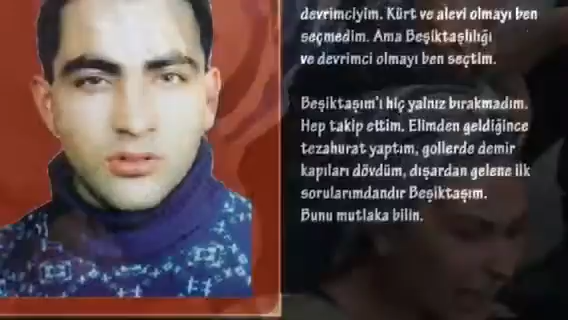 devrimciyim. Kürt ve alevi olmayı ben
seçmedim. Ama Beşiktaşlılığı
ve devrimci olmayı ben seçtim.
Beşiktaşım'ı hiç yalnız bırakmadım.
Hep takip ettim. Elimden geldiğince
tezahurat yaptım, gollerde demir
kapıları dövdüm, dışardan gelene ilk
sorularımdandır Beşiktaşım.
Bunu mutlaka bilin.